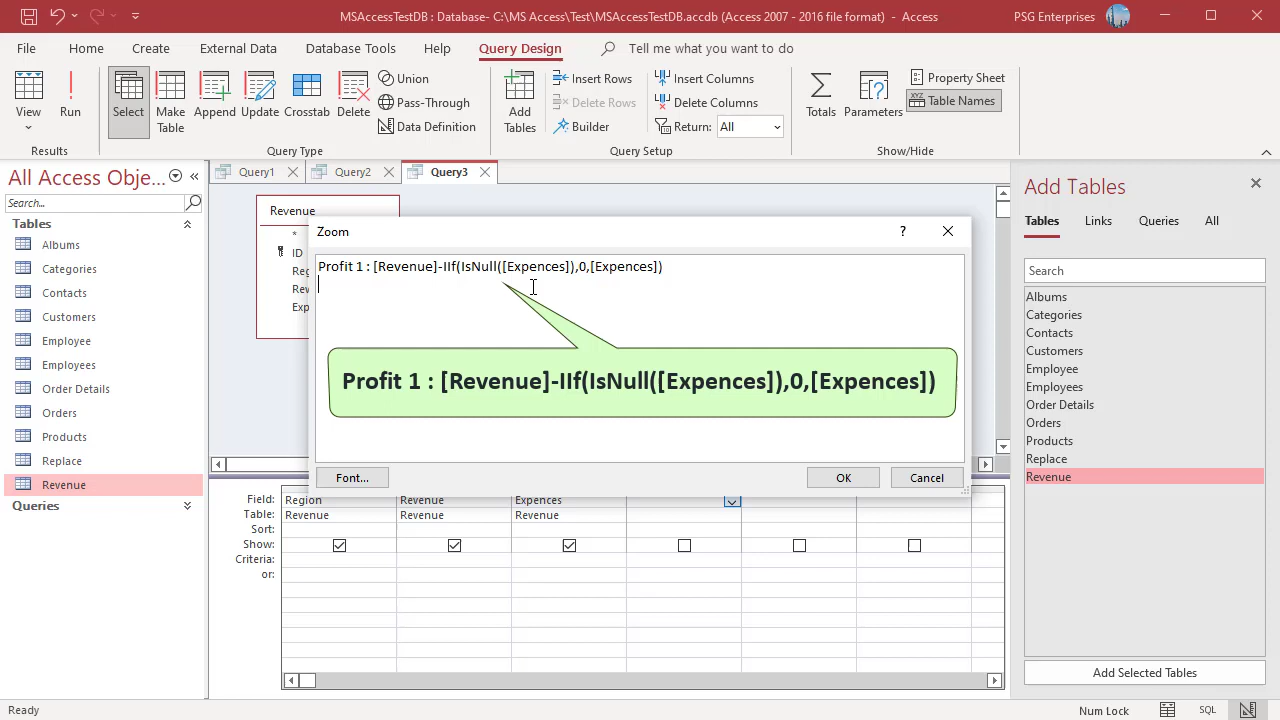 MSAccessTestDB : Database- C:\MS Access\Test\MSAccessTestDB.accdb (Access 2007 - 2016 file format) - Access
PSG Enterprises
File
Home
Create
External Data
Database Tools
Help
Query Design
Tell me what you want to do
View
Run
Results
Select
Make
Table
Append
Update
Crosstab
Delete
Union
Pass-Through
Data Definition
Query Type
Add
Tables
Insert Rows
Delete Rows
Builder
Insert Columns
Delete Columns
Return: All
Query Setup
Totals
Parameters
Property Sheet
XYZ
Table Names
Show/Hide
All Access Obje...
Search...
Tables
Albums
Categories
Contacts
Customers
Employee
Employees
Order Details
Orders
Products
Replace
Revenue
Queries
Query1
Query2
Query3
Revenue
*
ID
Reg
Rev
Exp
Zoom
?
Profit 1 : [Revenue]-IIf(IsNull([Expences]),0,[Expences])
Profit 1 : [Revenue]-IIf(IsNull([Expences]),0,[Expences])
Font...
OK
Cancel
Field: Region Revenue Expences
Table: Revenue Revenue Revenue
Sort:
Show:
Criteria:
or:
Add Tables
Tables
Links
Queries
All
Search
Albums
Categories
Contacts
Customers
Employee
Employees
Order Details
Orders
Products
Replace
Revenue
Add Selected Tables
Ready
Num Lock
SQL